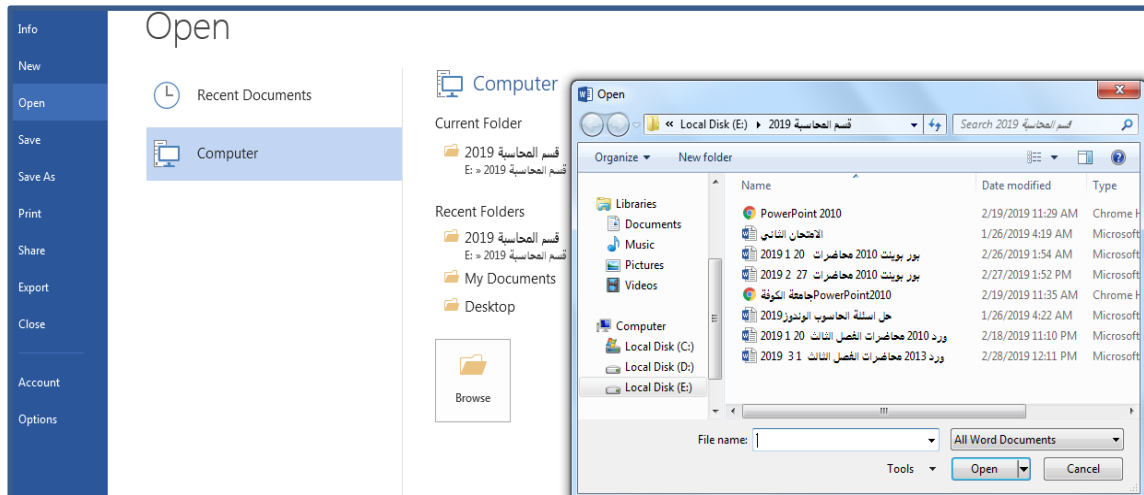 Info
New
Open
Save
Save As
Print
Share
Export
Close
Account
Options
Open
Recent Documents
Computer
Computer
Current Folder
قسم المحاسبة 2019
E: » قسم المحاسبة 2019
Recent Folders
قسم المحاسبة 2019
E: » قسم المحاسبة 2019
My Documents
Desktop
Browse
Open
« Local Disk (E:) ▸ قسم المحاسبة 2019
Search قسم المحاسبة 2019
Organize
New folder
Libraries
Documents
Music
Pictures
Videos
Computer
Local Disk (C:)
Local Disk (D:)
Local Disk (E:)
Name Date modified Type
PowerPoint 2010 2/19/2019 11:29 AM Chrome H
الامتحان الثاني 1/26/2019 4:19 AM Microsoft
بور بوينت 2010 محاضرات 20 1 2019 2/26/2019 1:54 AM Microsoft
بور بوينت 2010 محاضرات 27 2 2019 2/27/2019 1:52 PM Microsoft
PowerPoint2010جامعة الكوفة 2/19/2019 11:35 AM Chrome H
حل اسئلة الحاسوب الوندوز2019 1/26/2019 4:22 AM Microsoft
ورد 2010 محاضرات الفصل الثالث 20 1 2019 2/18/2019 11:10 PM Microsoft
ورد 2013 محاضرات الفصل الثالث 1 3 2019 2/28/2019 12:11 PM Microsoft
File name:
All Word Documents
Tools
Open
Cancel